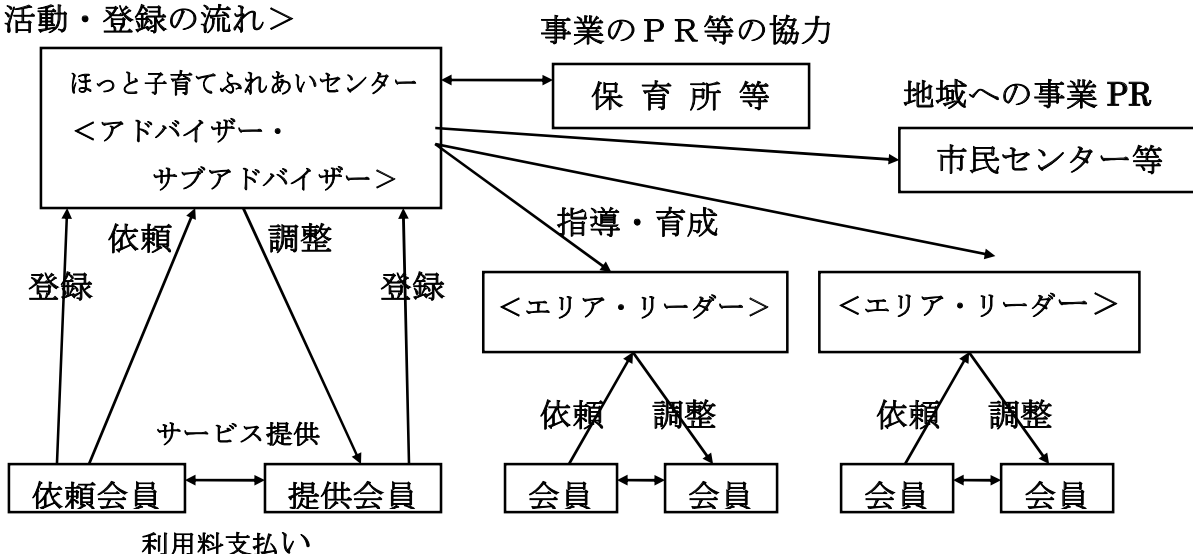 活動・登録の流れ＞
事業のＰＲ等の協力
ほっと子育てふれあいセンター
＜アドバイザー・
サブアドバイザー＞
保 育 所 等
地域への事業 PR
市民センター等
依頼
調整
指導・育成
登録
登録
＜エリア・リーダー＞
＜エリア・リーダー＞
サービス提供
依頼
調整
依頼
調整
依頼会員
提供会員
会員
会員
会員
会員
利用料支払い